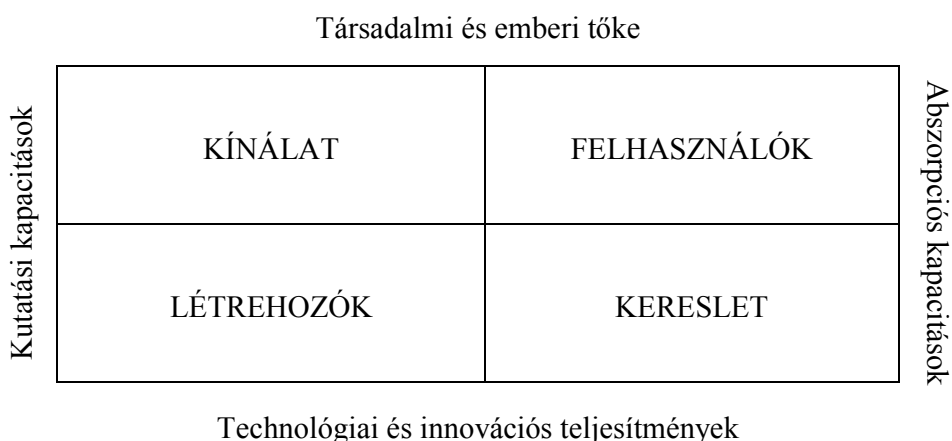 Társadalmi és emberi tőke
Kutatási kapacitások
KÍNÁLAT
FELHASZNÁLÓK
Abszorpciós kapacitások
LÉTREHOZÓK
KERESLET
Technológiai és innovációs teljesítmények